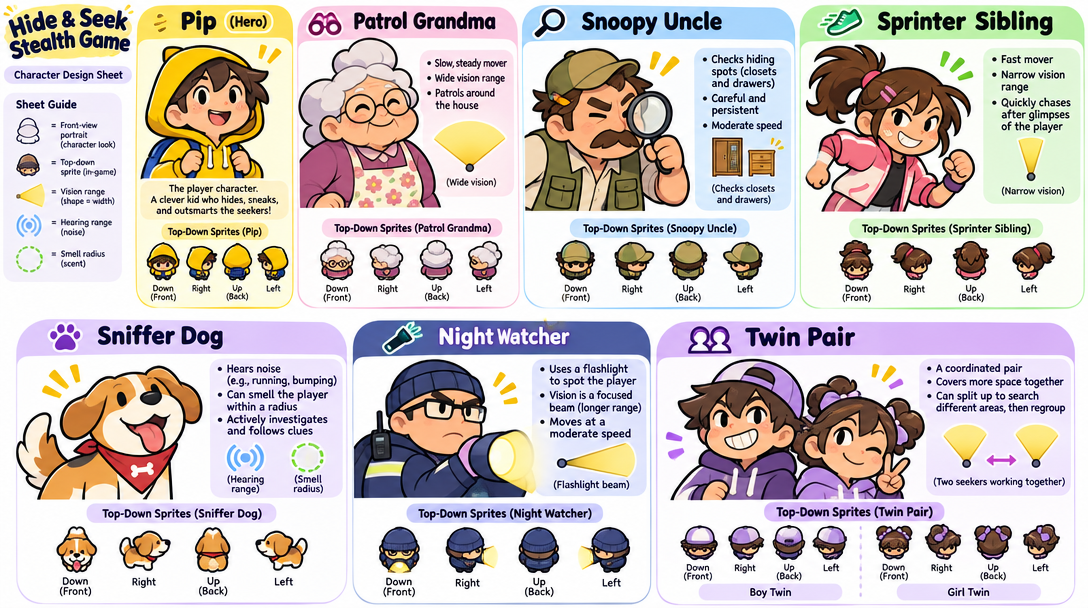 Hide & Seek
Stealth Game
Character Design Sheet
Sheet Guide
= Front-view
portrait
(character look)
= Top-down
sprite (in-game)
= Vision range
(shape = width)
= Hearing range
(noise)
= Smell radius
(scent)
Pip (Hero)
The player character.
A clever kid who hides, sneaks,
and outsmarts the seekers!
Top-Down Sprites (Pip)
Down
(Front)
Right
Up
(Back)
Left
Patrol Grandma
• Slow, steady mover
• Wide vision range
• Patrols around
the house
(Wide vision)
Top-Down Sprites (Patrol Grandma)
Down
(Front)
Right
Up
(Back)
Left
Snoopy Uncle
• Checks hiding
spots (closets
and drawers)
• Careful and
persistent
• Moderate speed
(Checks closets
and drawers)
Top-Down Sprites (Snoopy Uncle)
Down
(Front)
Right
Up
(Back)
Left
Sprinter Sibling
• Fast mover
• Narrow vision
range
• Quickly chases
after glimpses
of the player
(Narrow vision)
Top-Down Sprites (Sprinter Sibling)
Down
(Front)
Right
Up
(Back)
Left
Sniffer Dog
• Hears noise
(e.g., running, bumping)
• Can smell the player
within a radius
• Actively investigates
and follows clues
(Hearing
range)
(Smell
radius)
Top-Down Sprites (Sniffer Dog)
Down
(Front)
Right
Up
(Back)
Left
Night Watcher
• Uses a flashlight
to spot the player
• Vision is a focused
beam (longer range)
• Moves at a
moderate speed
(Flashlight beam)
Top-Down Sprites (Night Watcher)
Down
(Front)
Right
Up
(Back)
Left
Twin Pair
• A coordinated pair
• Covers more space together
• Can split up to search
different areas, then regroup
(Two seekers working together)
Top-Down Sprites (Twin Pair)
Down
(Front)
Right
Up
(Back)
Left
Boy Twin
Down
(Front)
Right
Up
(Back)
Left
Girl Twin